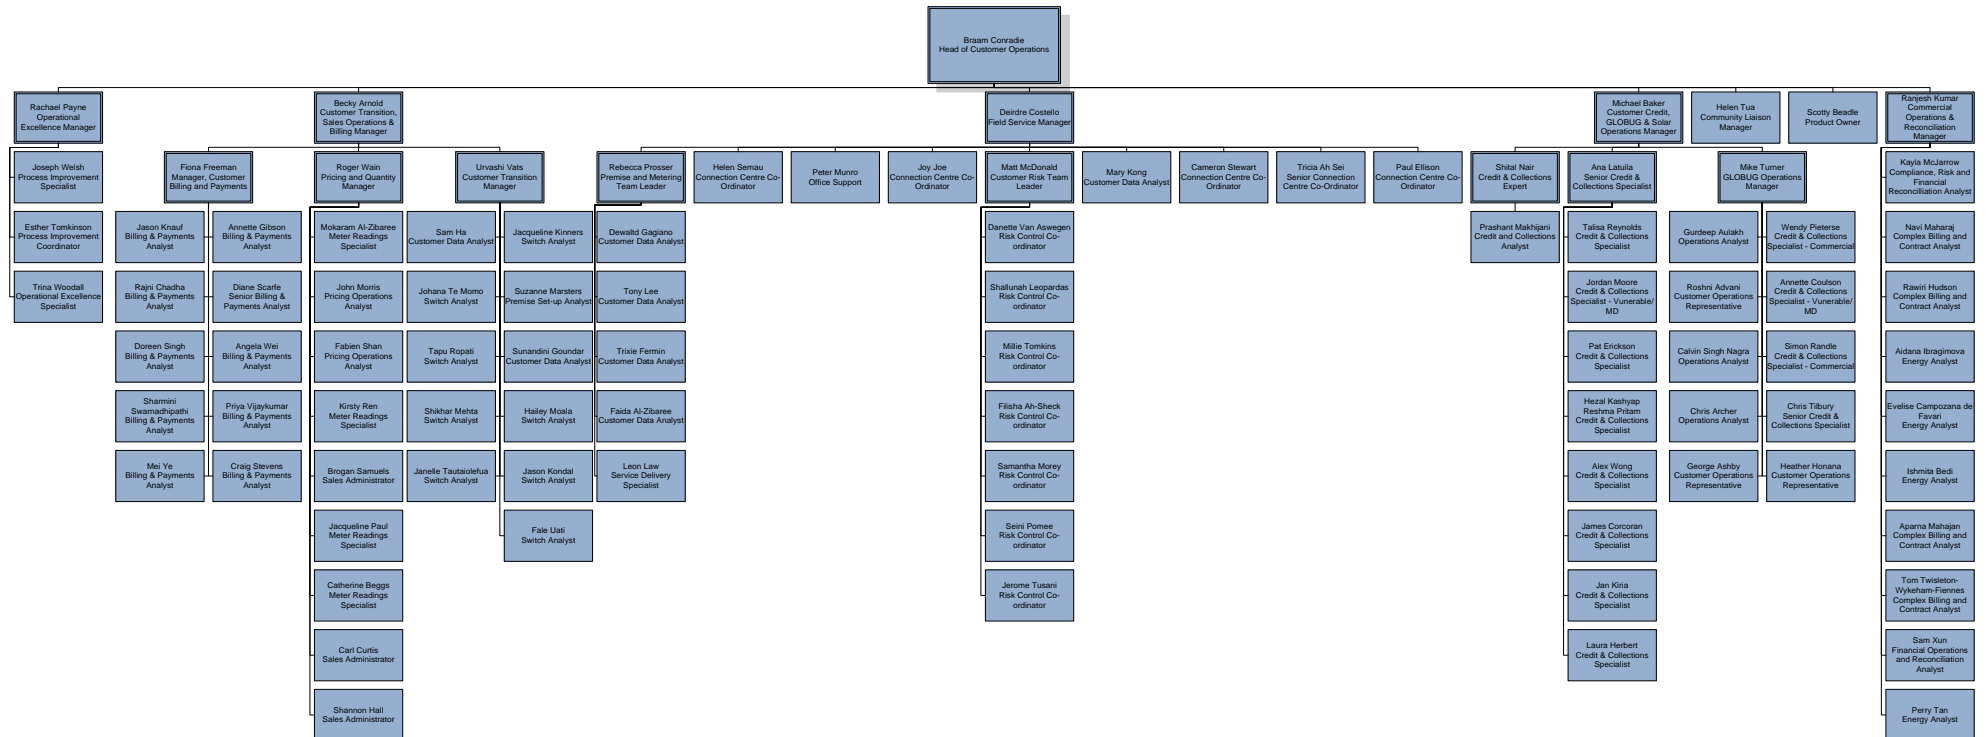 Braam Conradie
Head of Customer Operations
Rachael Payne
Operational
Excellence Manager
Becky Arnold
Customer Transition,
Sales Operations &
Billing Manager
Deirdre Costello
Field Service Manager
Michael Baker
Customer Credit,
GLOBUG & Solar
Operations Manager
Helen Tua
Community Liaison
Manager
Scotty Beadle
Product Owner
Ranjesh Kumar
Commercial
Operations &
Reconciliation
Manager
Joseph Welsh
Process Improvement
Specialist
Fiona Freeman
Manager, Customer
Billing and Payments
Roger Wain
Pricing and Quantity
Manager
Urvashi Vats
Customer Transition
Manager
Rebecca Prosser
Premise and Metering
Team Leader
Helen Semau
Connection Centre Co-
Ordinator
Peter Munro
Office Support
Joy Joe
Connection Centre Co-
Ordinator
Matt McDonald
Customer Risk Team
Leader
Mary Kong
Customer Data Analyst
Cameron Stewart
Connection Centre Co-
Ordinator
Tricia Ah Sei
Senior Connection
Centre Co-Ordinator
Paul Ellison
Connection Centre Co-
Ordinator
Shital Nair
Credit & Collections
Expert
Ana Latuila
Senior Credit &
Collections Specialist
Mike Turner
GLOBUG Operations
Manager
Kayla McJarrow
Compliance, Risk and
Financial
Reconcilliation Analyst
Esther Tomkinson
Process Improvement
Coordinator
Jason Knauf
Billing & Payments
Analyst
Annette Gibson
Billing & Payments
Analyst
Mokaram Al-Zibaree
Meter Readings
Specialist
Sam Ha
Customer Data Analyst
Jacqueline Kinners
Switch Analyst
Dewaltd Gagiano
Customer Data Analyst
Danette Van Aswegen
Risk Control Co-
ordinator
Prashant Makhijani
Credit and Collections
Analyst
Talisa Reynolds
Credit & Collections
Specialist
Gurdeep Aulakh
Operations Analyst
Wendy Pieterse
Credit & Collections
Specialist - Commercial
Navi Maharaj
Complex Billing and
Contract Analyst
Trina Woodall
Operational Excellence
Specialist
Rajni Chadha
Billing & Payments
Analyst
Diane Scarfe
Senior Billing &
Payments Analyst
John Morris
Pricing Operations
Analyst
Johana Te Momo
Switch Analyst
Suzanne Marsters
Premise Set-up Analyst
Tony Lee
Customer Data Analyst
Shallunah Leopardas
Risk Control Co-
ordinator
Jordan Moore
Credit & Collections
Specialist - Vunerable/
MD
Roshni Advani
Customer Operations
Representative
Annette Coulson
Credit & Collections
Specialist - Vunerable/
MD
Rawiri Hudson
Complex Billing and
Contract Analyst
Doreen Singh
Billing & Payments
Analyst
Angela Wei
Billing & Payments
Analyst
Fabien Shan
Pricing Operations
Analyst
Tapu Ropati
Switch Analyst
Sunandini Goundar
Customer Data Analyst
Trixie Fermin
Customer Data Analyst
Millie Tomkins
Risk Control Co-
ordinator
Pat Erickson
Credit & Collections
Specialist
Calvin Singh Nagra
Operations Analyst
Simon Randle
Credit & Collections
Specialist - Commercial
Aidana Ibragimova
Energy Analyst
Sharmini
Swarnadhipathi
Billing & Payments
Analyst
Priya Vijaykumar
Billing & Payments
Analyst
Kirsty Ren
Meter Readings
Specialist
Shikhar Mehta
Switch Analyst
Hailey Moala
Switch Analyst
Faida Al-Zibaree
Customer Data Analyst
Filisha Ah-Sheck
Risk Control Co-
ordinator
Hezal Kashyap
Reshma Pritam
Credit & Collections
Specialist
Chris Archer
Operations Analyst
Chris Tilbury
Senior Credit &
Collections Specialist
Evelise Campozana de
Favari
Energy Analyst
Mei Ye
Billing & Payments
Analyst
Craig Stevens
Billing & Payments
Analyst
Brogan Samuels
Sales Administrator
Janelle Tautaiolefua
Switch Analyst
Jason Kondal
Switch Analyst
Leon Law
Service Delivery
Specialist
Samantha Morey
Risk Control Co-
ordinator
Alex Wong
Credit & Collections
Specialist
George Ashby
Customer Operations
Representative
Heather Honana
Customer Operations
Representative
Ishmita Bedi
Energy Analyst
Jacqueline Paul
Meter Readings
Specialist
Fale Uati
Switch Analyst
Seini Pomee
Risk Control Co-
ordinator
James Corcoran
Credit & Collections
Specialist
Aparna Mahajan
Complex Billing and
Contract Analyst
Catherine Beggs
Meter Readings
Specialist
Jerome Tusani
Risk Control Co-
ordinator
Jan Kiria
Credit & Collections
Specialist
Tom Twisleton-
Wykeham-Fiennes
Complex Billing and
Contract Analyst
Carl Curtis
Sales Administrator
Laura Herbert
Credit & Collections
Specialist
Sam Xun
Financial Operations
and Reconciliation
Analyst
Shannon Hall
Sales Administrator
Perry Tan
Energy Analyst